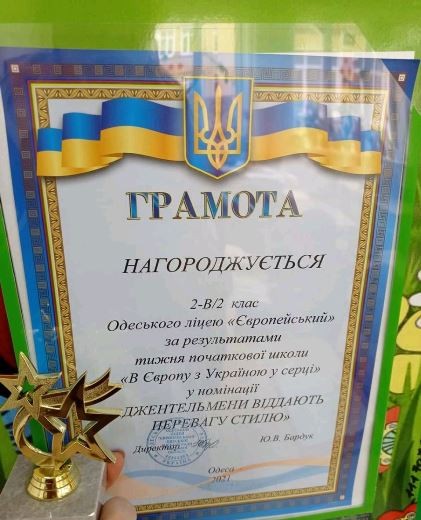 ГРАМОТА
НАГОРОДЖУЄТЬСЯ
2-В/2 клас
Одеського ліцею «Європейський»
за результатами
тижня початкової школи
«В Європу з Україною у серці»
у номінації
«ДЖЕНТЕЛЬМЕНИ ВІДДАЮТЬ
ПЕРЕВАГУ СТИЛЮ»
Директор Ю.В. Бардук
Одеса
2021